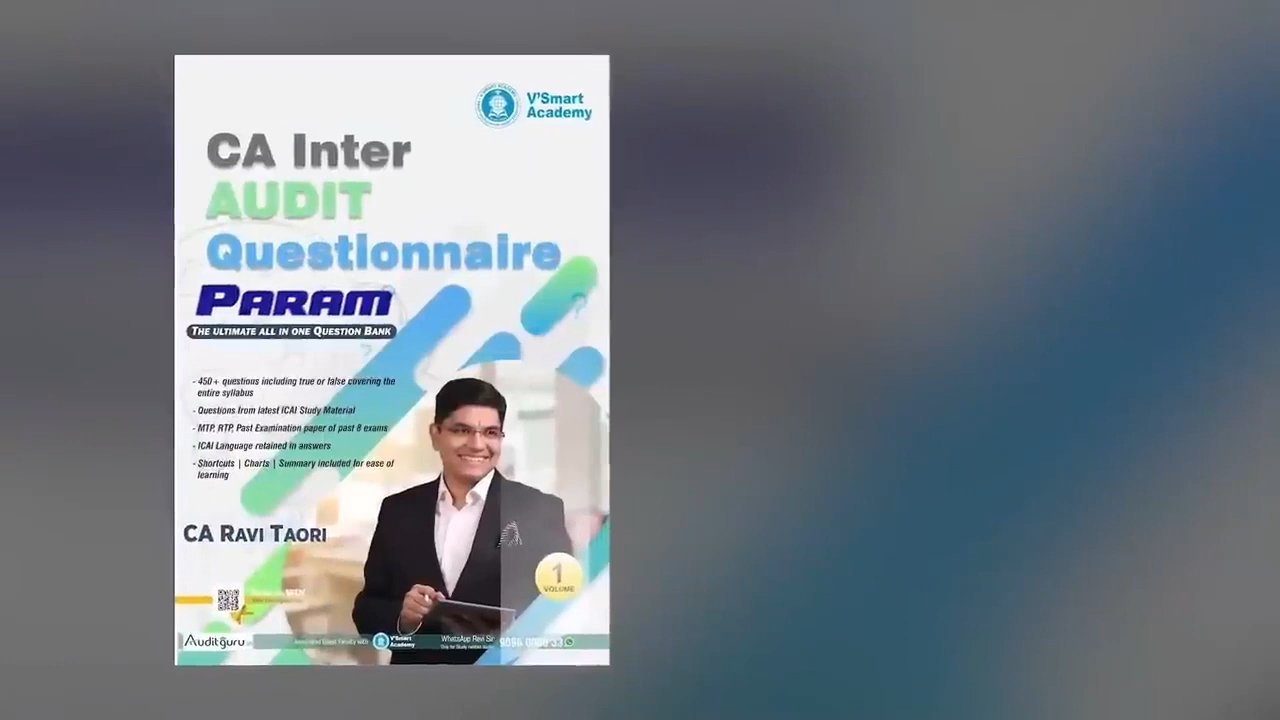 V'Smart
Academy
CA Inter
AUDIT
Questionnaire
PARAM
THE ULTIMATE ALL IN ONE QUESTION BANK
- 450+ questions including true or false covering the
entire syllabus
- Questions from latest ICAI Study Material
- MTP, RTP, Past Examination paper of past 8 exams
- ICAI Language retained in answers
- Shortcuts | Charts | Summary included for ease of
learning
CA RAVI TAORI
1
VOLUME
Auditguru
V'Smart
Academy
WhatsApp Ravi Sir